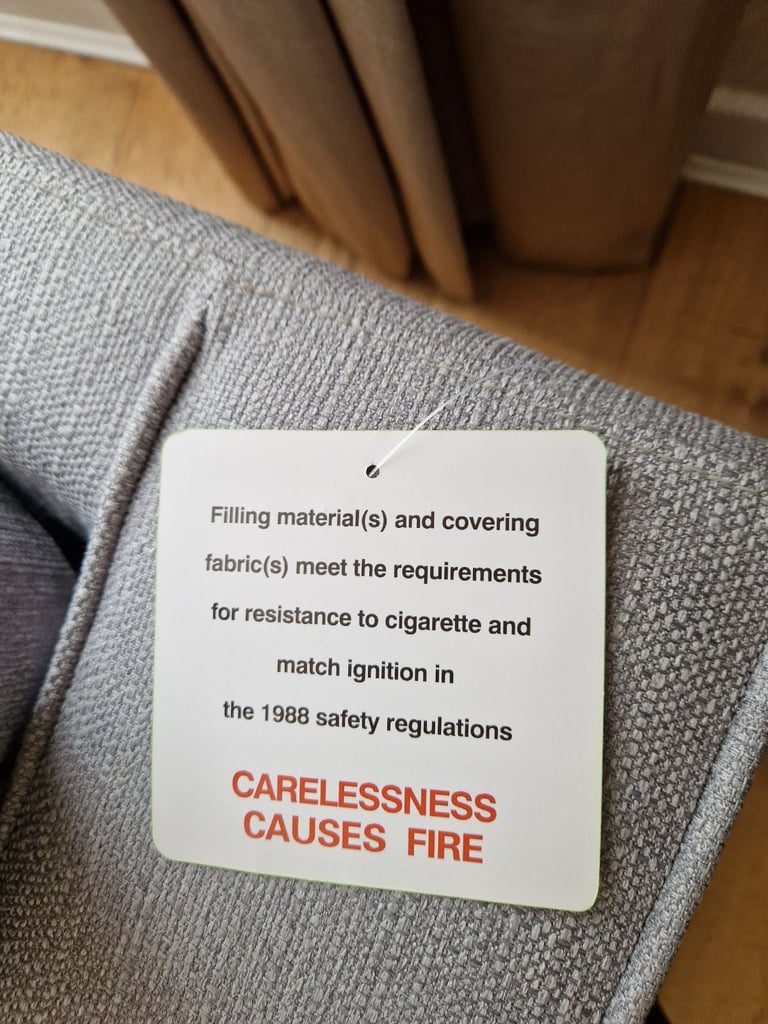 Filling material(s) and covering
fabric(s) meet the requirements
for resistance to cigarette and
match ignition in
the 1988 safety regulations
CARELESSNESS
CAUSES FIRE